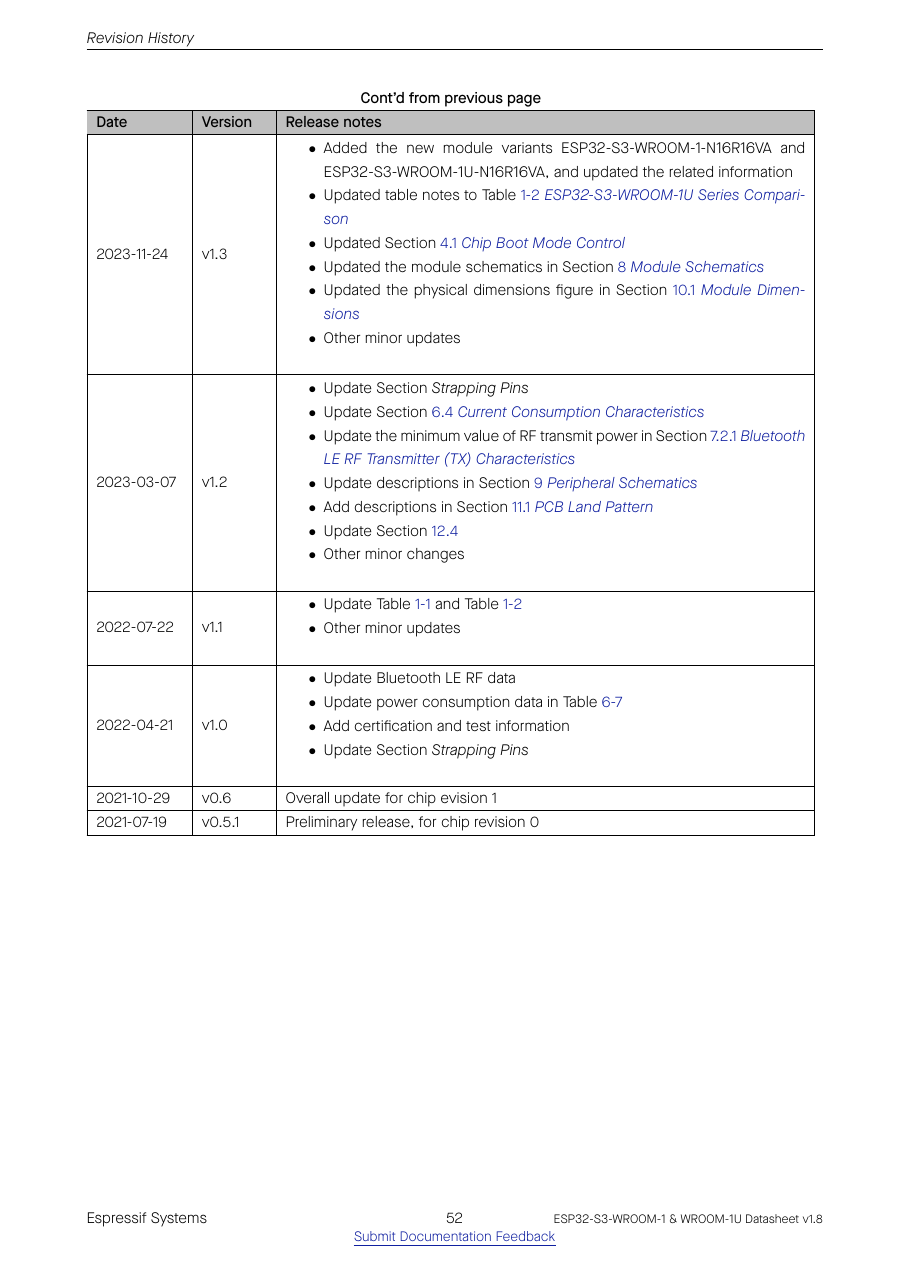 Revision History
Cont'd from previous page
Date Version Release notes
• Added the new module variants ESP32-S3-WROOM-1-N16R16VA and
ESP32-S3-WROOM-1U-N16R16VA, and updated the related information
• Updated table notes to Table 1-2 ESP32-S3-WROOM-1U Series Compari-
son
• Updated Section 4.1 Chip Boot Mode Control
2023-11-24 v1.3
• Updated the module schematics in Section 8 Module Schematics
• Updated the physical dimensions figure in Section 10.1 Module Dimen-
sions
• Other minor updates
• Update Section Strapping Pins
• Update Section 6.4 Current Consumption Characteristics
• Update the minimum value of RF transmit power in Section 7.2.1 Bluetooth
LE RF Transmitter (TX) Characteristics
2023-03-07 v1.2 • Update descriptions in Section 9 Peripheral Schematics
• Add descriptions in Section 11.1 PCB Land Pattern
• Update Section 12.4
• Other minor changes
• Update Table 1-1 and Table 1-2
2022-07-22 v1.1 • Other minor updates
• Update Bluetooth LE RF data
• Update power consumption data in Table 6-7
2022-04-21 v1.0 • Add certification and test information
• Update Section Strapping Pins
2021-10-29 v0.6 Overall update for chip evision 1
2021-07-19 v0.5.1 Preliminary release, for chip revision 0
Espressif Systems 52 ESP32-S3-WROOM-1 & WROOM-1U Datasheet v1.8
Submit Documentation Feedback